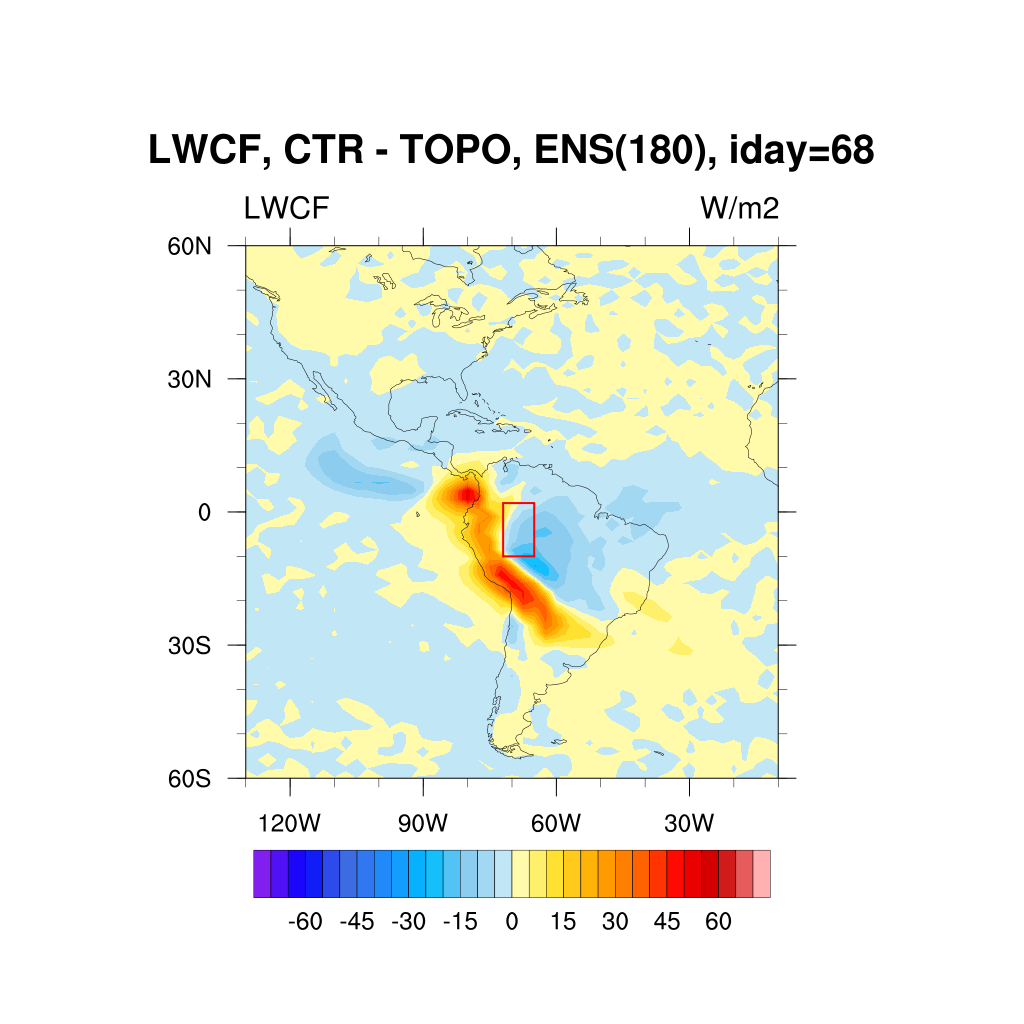 LWCF, CTR - TOPO, ENS(180), iday=68
LWCF W/m2
60N
30N
0
30S
60S
120W 90W 60W 30W
-60 -45 -30 -15 0 15 30 45 60